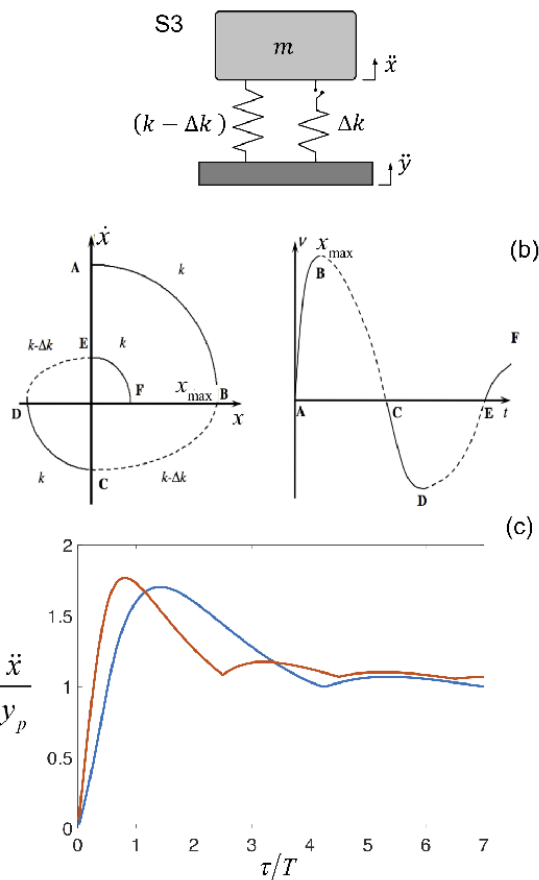 S3
m
ẍ
(k − Δk)
Δk
ÿ
(b)
ẋ
A
k
k-Δk
E
k
F
x_max
B
D
x
k
C
k-Δk
ν
x_max
B
F
A
C
E
t
D
(c)
2
1.5
1
0.5
0
ẍ
y_p
0 1 2 3 4 5 6 7
τ/T